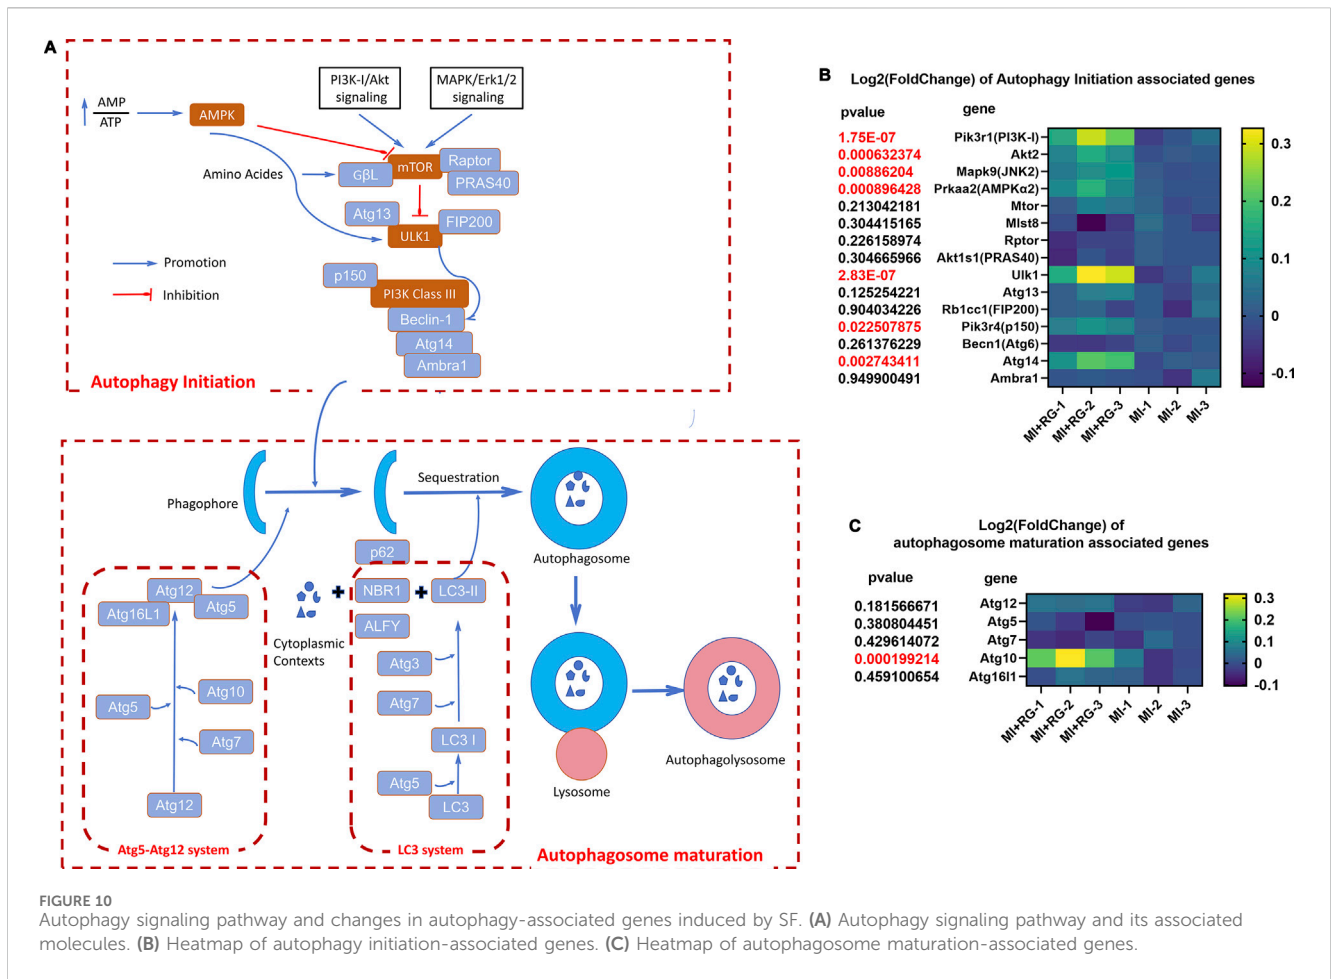 A
AMP
ATP
AMPK
PI3K-I/Akt
signaling
MAPK/Erk1/2
signaling
Amino Acides
GβL
mTOR
Raptor
PRAS40
Atg13
ULK1
FIP200
Promotion
Inhibition
p150
PI3K Class III
Beclin-1
Atg14
Ambra1
Autophagy Initiation
Phagophore
Sequestration
Autophagosome
p62
NBR1
LC3-II
ALFY
Cytoplasmic
Contexts
Atg12
Atg16L1
Atg5
Atg10
Atg5
Atg7
Atg12
Atg5-Atg12 system
Atg3
Atg7
LC3 I
Atg5
LC3
LC3 system
Lysosome
Autophagolysosome
Autophagosome maturation
B
Log2(FoldChange) of Autophagy Initiation associated genes
pvalue gene
1.75E-07 Pik3r1(PI3K-I)
0.000632374 Akt2
0.00886204 Mapk9(JNK2)
0.000896428 Prkaa2(AMPKα2)
0.213042181 Mtor
0.304415165 Mlst8
0.226158974 Rptor
0.304665966 Akt1s1(PRAS40)
2.83E-07 Ulk1
0.125254221 Atg13
0.904034226 Rb1cc1(FIP200)
0.022507875 Pik3r4(p150)
0.261376229 Becn1(Atg6)
0.002743411 Atg14
0.949900491 Ambra1
MI+RG-1 MI+RG-2 MI+RG-3 MI-1 MI-2 MI-3
0.3
0.2
0.1
0
-0.1
C
Log2(FoldChange) of
autophagosome maturation associated genes
pvalue gene
0.181566671 Atg12
0.380804451 Atg5
0.429614072 Atg7
0.000199214 Atg10
0.459100654 Atg16l1
MI+RG-1 MI+RG-2 MI+RG-3 MI-1 MI-2 MI-3
0.3
0.2
0.1
0
-0.1
FIGURE 10
Autophagy signaling pathway and changes in autophagy-associated genes induced by SF. (A) Autophagy signaling pathway and its associated
molecules. (B) Heatmap of autophagy initiation-associated genes. (C) Heatmap of autophagosome maturation-associated genes.